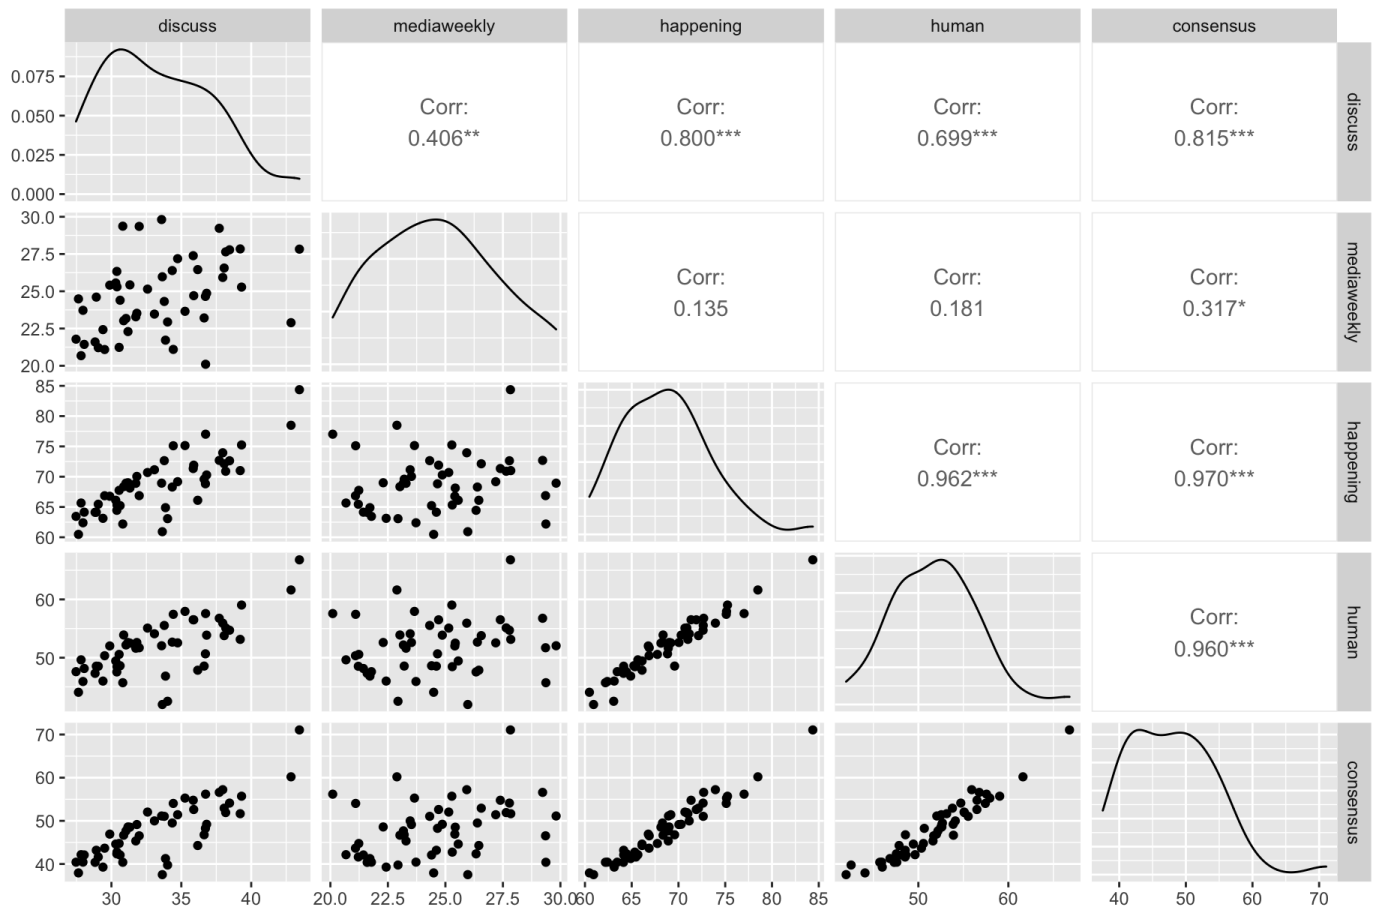 discuss mediaweekly happening human consensus
0.075
0.050
0.025
0.000
Corr:
0.406**
Corr:
0.800***
Corr:
0.699***
Corr:
0.815***
discuss
30.0
27.5
25.0
22.5
20.0
Corr:
0.135
Corr:
0.181
Corr:
0.317*
mediaweekly
85
80
75
70
65
60
Corr:
0.962***
Corr:
0.970***
happening
60
50
Corr:
0.960***
human
70
60
50
40
consensus
30 35 40 20.0 22.5 25.0 27.5 30.0 60 65 70 75 80 85 50 60 40 50 60 70